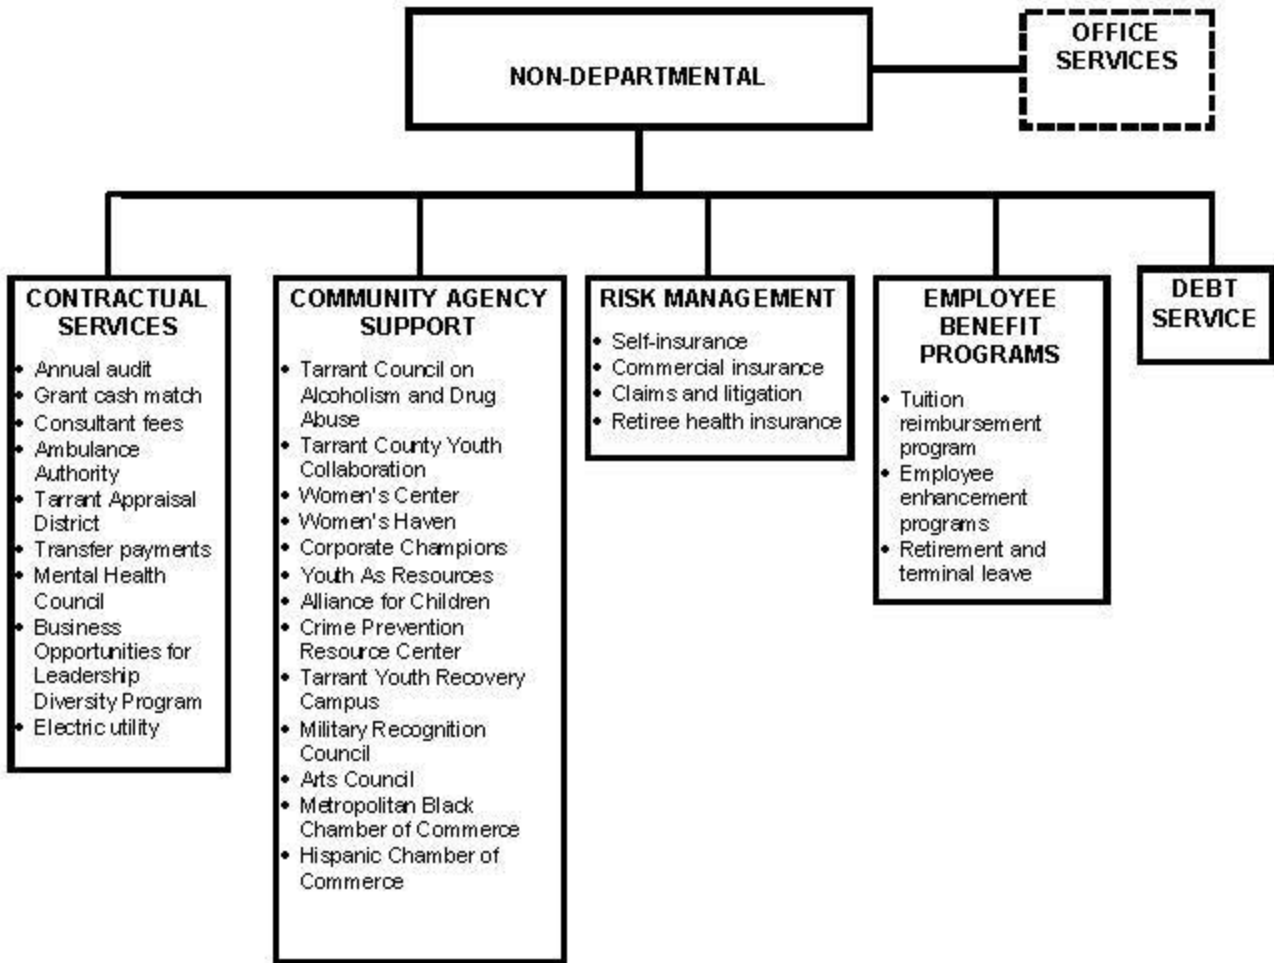 NON-DEPARTMENTAL
OFFICE
SERVICES
CONTRACTUAL
SERVICES
• Annual audit
• Grant cash match
• Consultant fees
• Ambulance
Authority
• Tarrant Appraisal
District
• Transfer payments
• Mental Health
Council
• Business
Opportunities for
Leadership
Diversity Program
• Electric utility
COMMUNITY AGENCY
SUPPORT
• Tarrant Council on
Alcoholism and Drug
Abuse
• Tarrant County Youth
Collaboration
• Women's Center
• Women's Haven
• Corporate Champions
• Youth As Resources
• Alliance for Children
• Crime Prevention
Resource Center
• Tarrant Youth Recovery
Campus
• Military Recognition
Council
• Arts Council
• Metropolitan Black
Chamber of Commerce
• Hispanic Chamber of
Commerce
RISK MANAGEMENT
• Self-insurance
• Commercial insurance
• Claims and litigation
• Retiree health insurance
EMPLOYEE
BENEFIT
PROGRAMS
• Tuition
reimbursement
program
• Employee
enhancement
programs
• Retirement and
terminal leave
DEBT
SERVICE